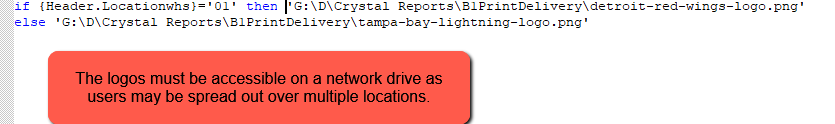 if {Header.Locationwhs}='01' then 'G:\D\Crystal Reports\B1PrintDelivery\detroit-red-wings-logo.png'
else 'G:\D\Crystal Reports\B1PrintDelivery\tampa-bay-lightning-logo.png'
The logos must be accessible on a network drive as
users may be spread out over multiple locations.